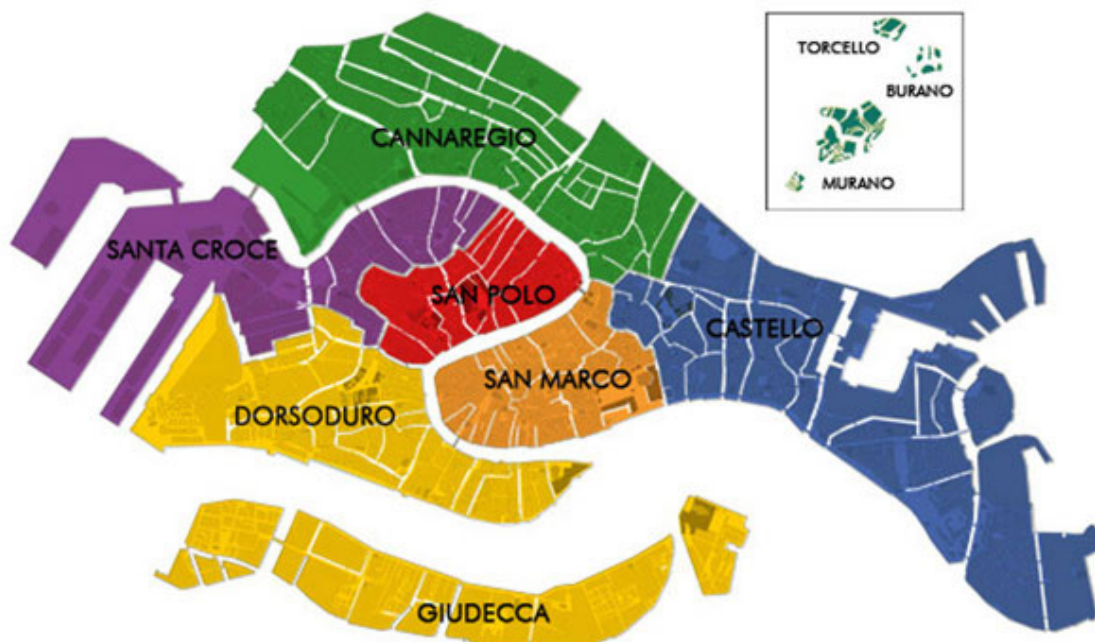 TORCELLO
BURANO
MURANO
CANNAREGIO
SANTA CROCE
SAN POLO
CASTELLO
SAN MARCO
DORSODURO
GIUDECCA